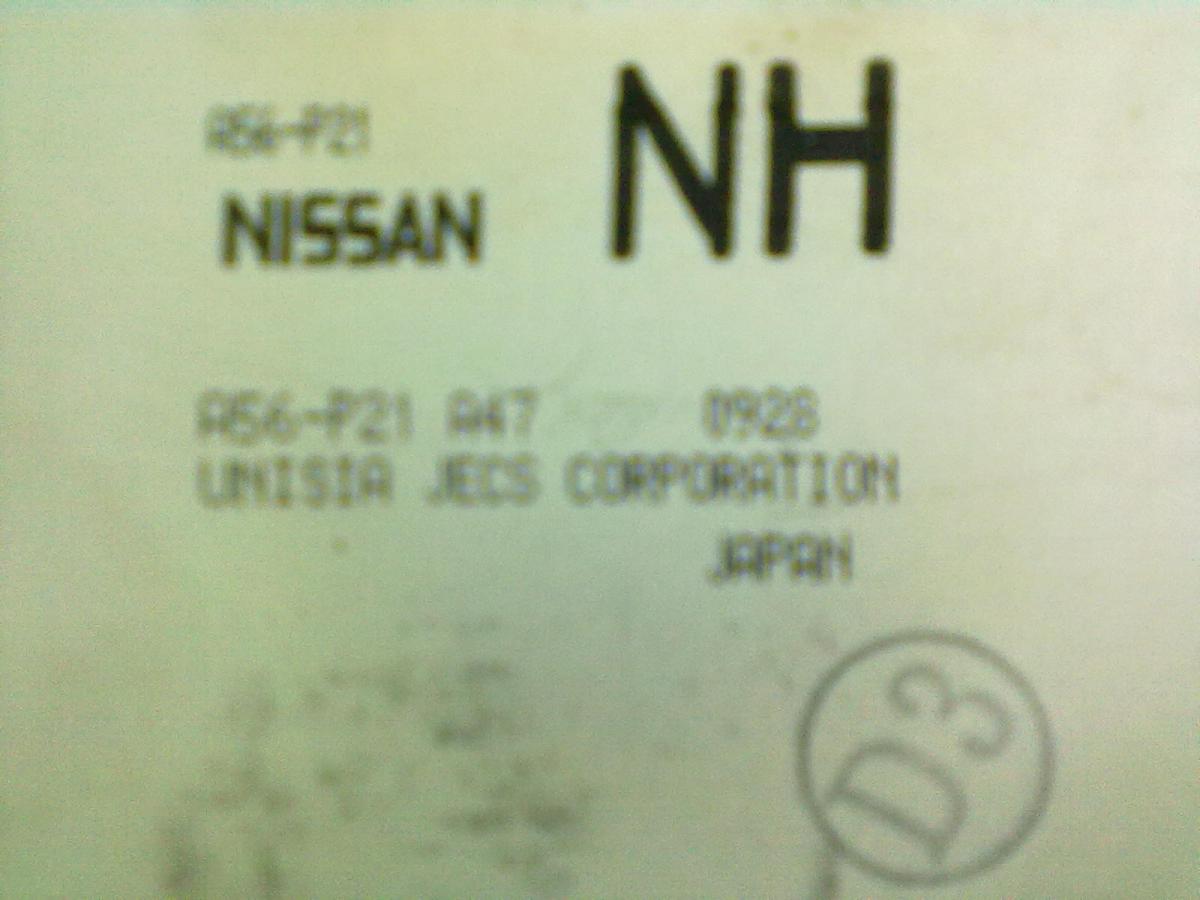 A56-P21
NISSAN
NH
A56-P21 A47 0928
UNISIA JECS CORPORATION
JAPAN
D3